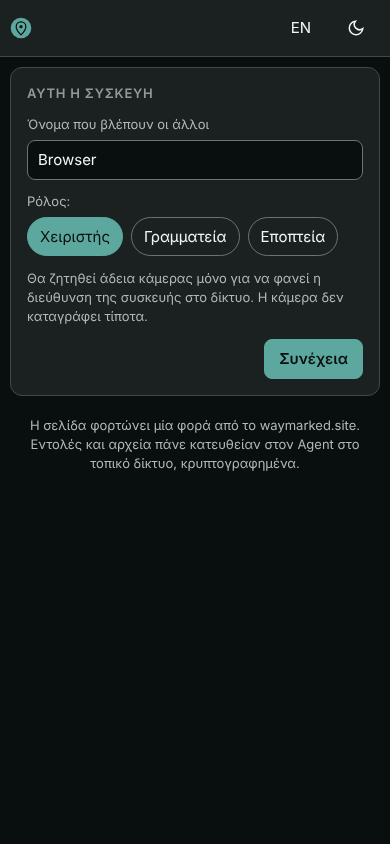 EN
ΑΥΤΗ Η ΣΥΣΚΕΥΗ
Όνομα που βλέπουν οι άλλοι
Browser
Ρόλος:
Χειριστής
Γραμματεία
Εποπτεία
Θα ζητηθεί άδεια κάμερας μόνο για να φανεί η
διεύθυνση της συσκευής στο δίκτυο. Η κάμερα δεν
καταγράφει τίποτα.
Συνέχεια
Η σελίδα φορτώνει μία φορά από το waymarked.site.
Εντολές και αρχεία πάνε κατευθείαν στον Agent στο
τοπικό δίκτυο, κρυπτογραφημένα.